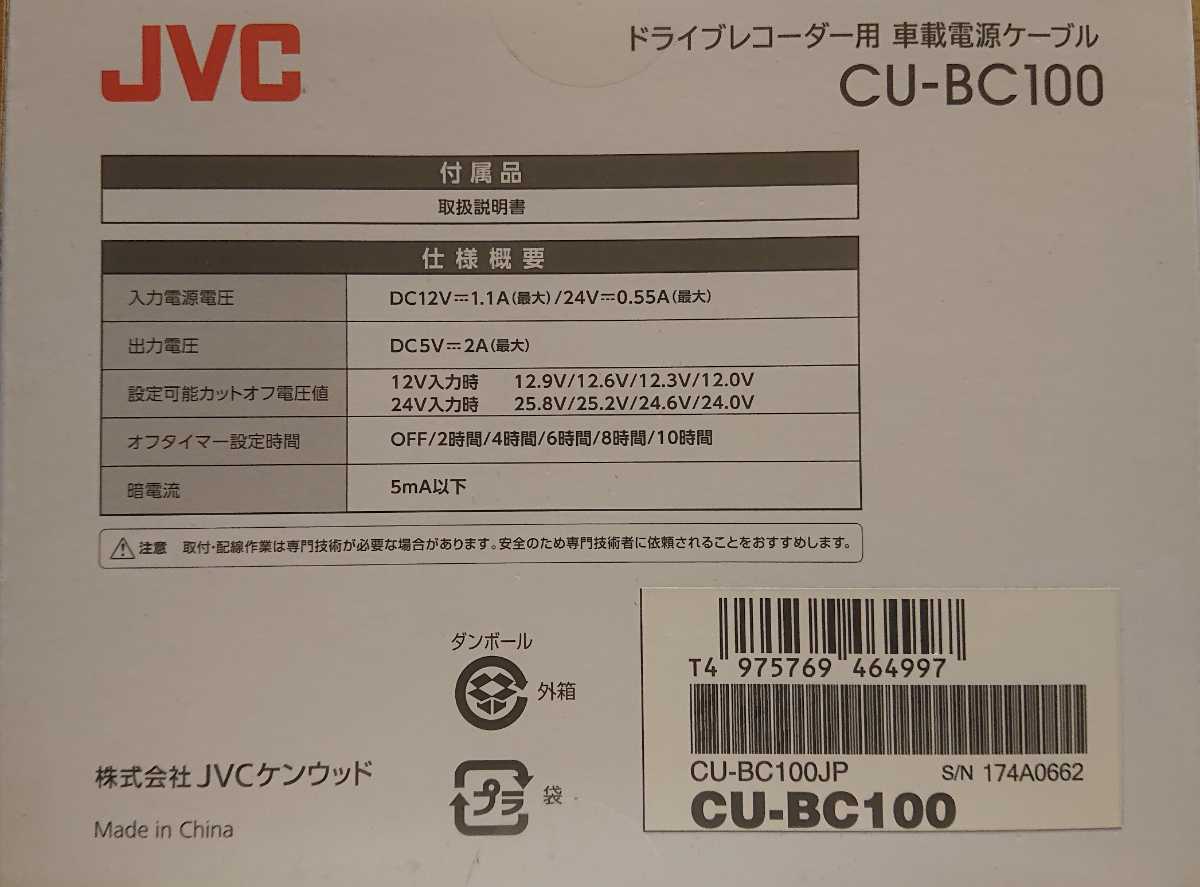 JVC
ドライブレコーダー用 車載電源ケーブル
CU-BC100
付属品
取扱説明書
仕様概要
入力電源電圧 DC12V⎓1.1A(最大)/24V⎓0.55A(最大)
出力電圧 DC5V⎓2A(最大)
設定可能カットオフ電圧値 12V入力時 12.9V/12.6V/12.3V/12.0V
24V入力時 25.8V/25.2V/24.6V/24.0V
オフタイマー設定時間 OFF/2時間/4時間/6時間/8時間/10時間
暗電流 5mA以下
注意 取付・配線作業は専門技術が必要な場合があります。安全のため専門技術者に依頼されることをおすすめします。
ダンボール
外箱
プラ 袋
株式会社 JVCケンウッド
Made in China
T4 975769 464997
CU-BC100JP S/N 174A0662
CU-BC100